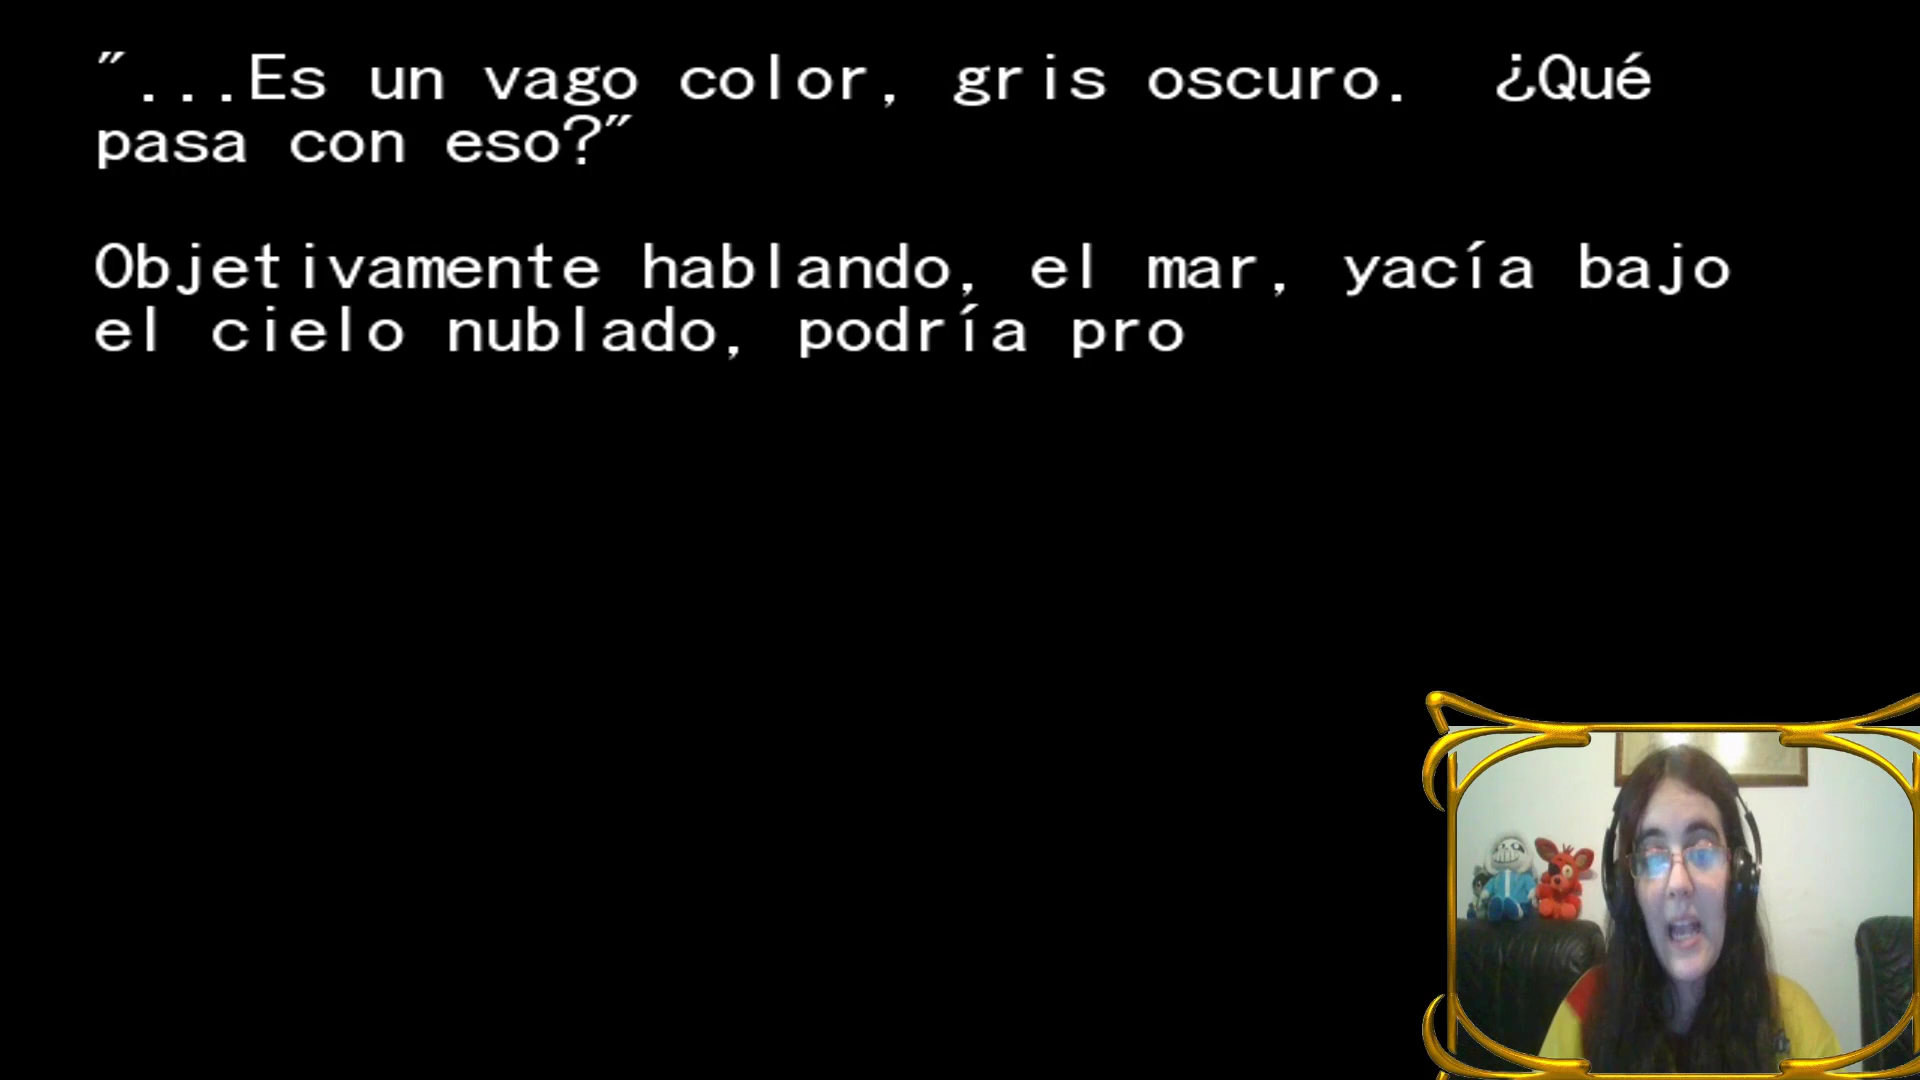 "...Es un vago color, gris oscuro. ¿Qué
pasa con eso?"
Objetivamente hablando, el mar, yacía bajo
el cielo nublado, podría pro